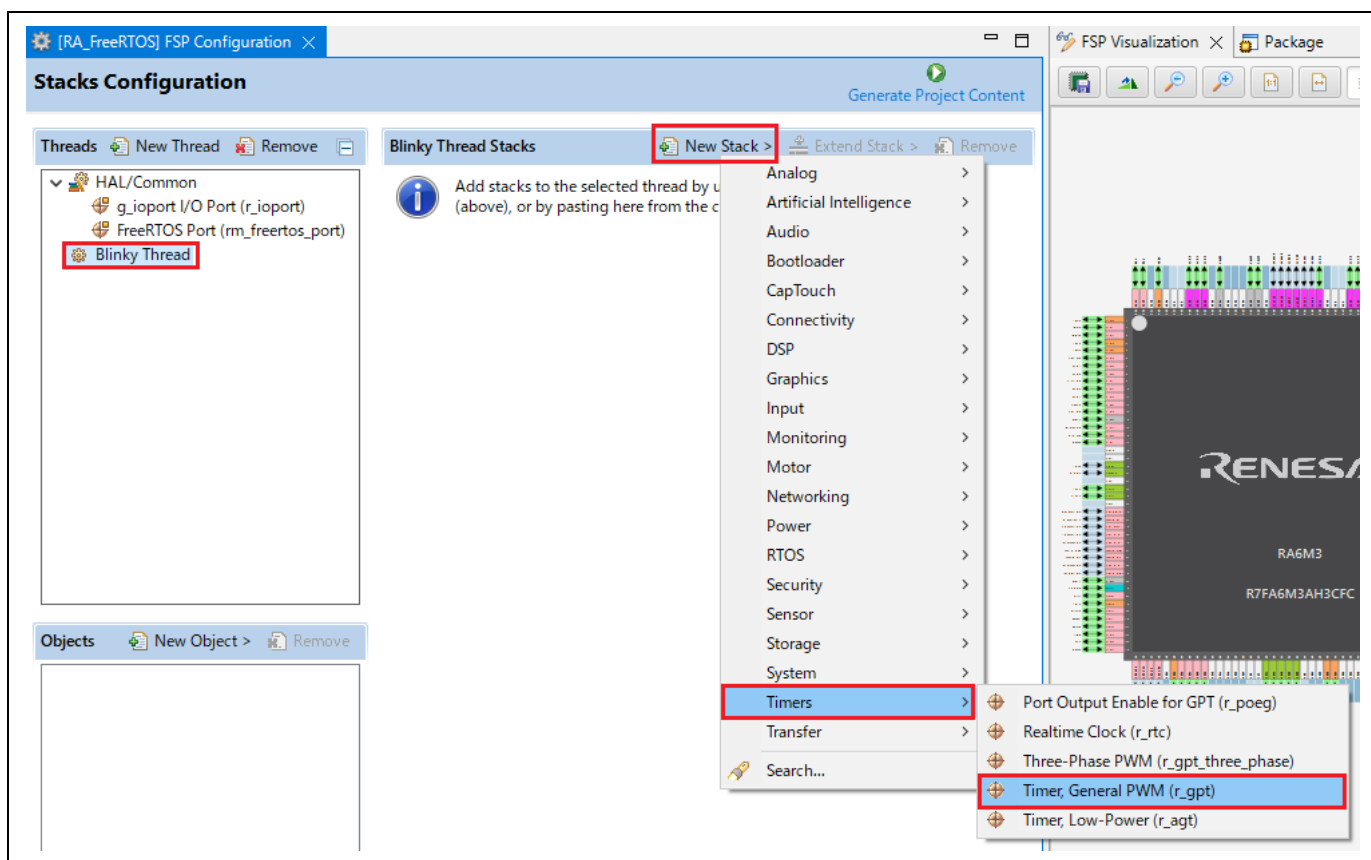 [RA_FreeRTOS] FSP Configuration
FSP Visualization
Package
Stacks Configuration
Generate Project Content
Threads
New Thread
Remove
Blinky Thread Stacks
New Stack >
Extend Stack >
Remove
HAL/Common
g_ioport I/O Port (r_ioport)
FreeRTOS Port (rm_freertos_port)
Blinky Thread
Add stacks to the selected thread by u
(above), or by pasting here from the c
Analog
Artificial Intelligence
Audio
Bootloader
CapTouch
Connectivity
DSP
Graphics
Input
Monitoring
Motor
Networking
Power
RTOS
Security
Sensor
Storage
System
Timers
Transfer
Search...
Port Output Enable for GPT (r_poeg)
Realtime Clock (r_rtc)
Three-Phase PWM (r_gpt_three_phase)
Timer, General PWM (r_gpt)
Timer, Low-Power (r_agt)
RENESA
RA6M3
R7FA6M3AH3CFC
Objects
New Object >
Remove